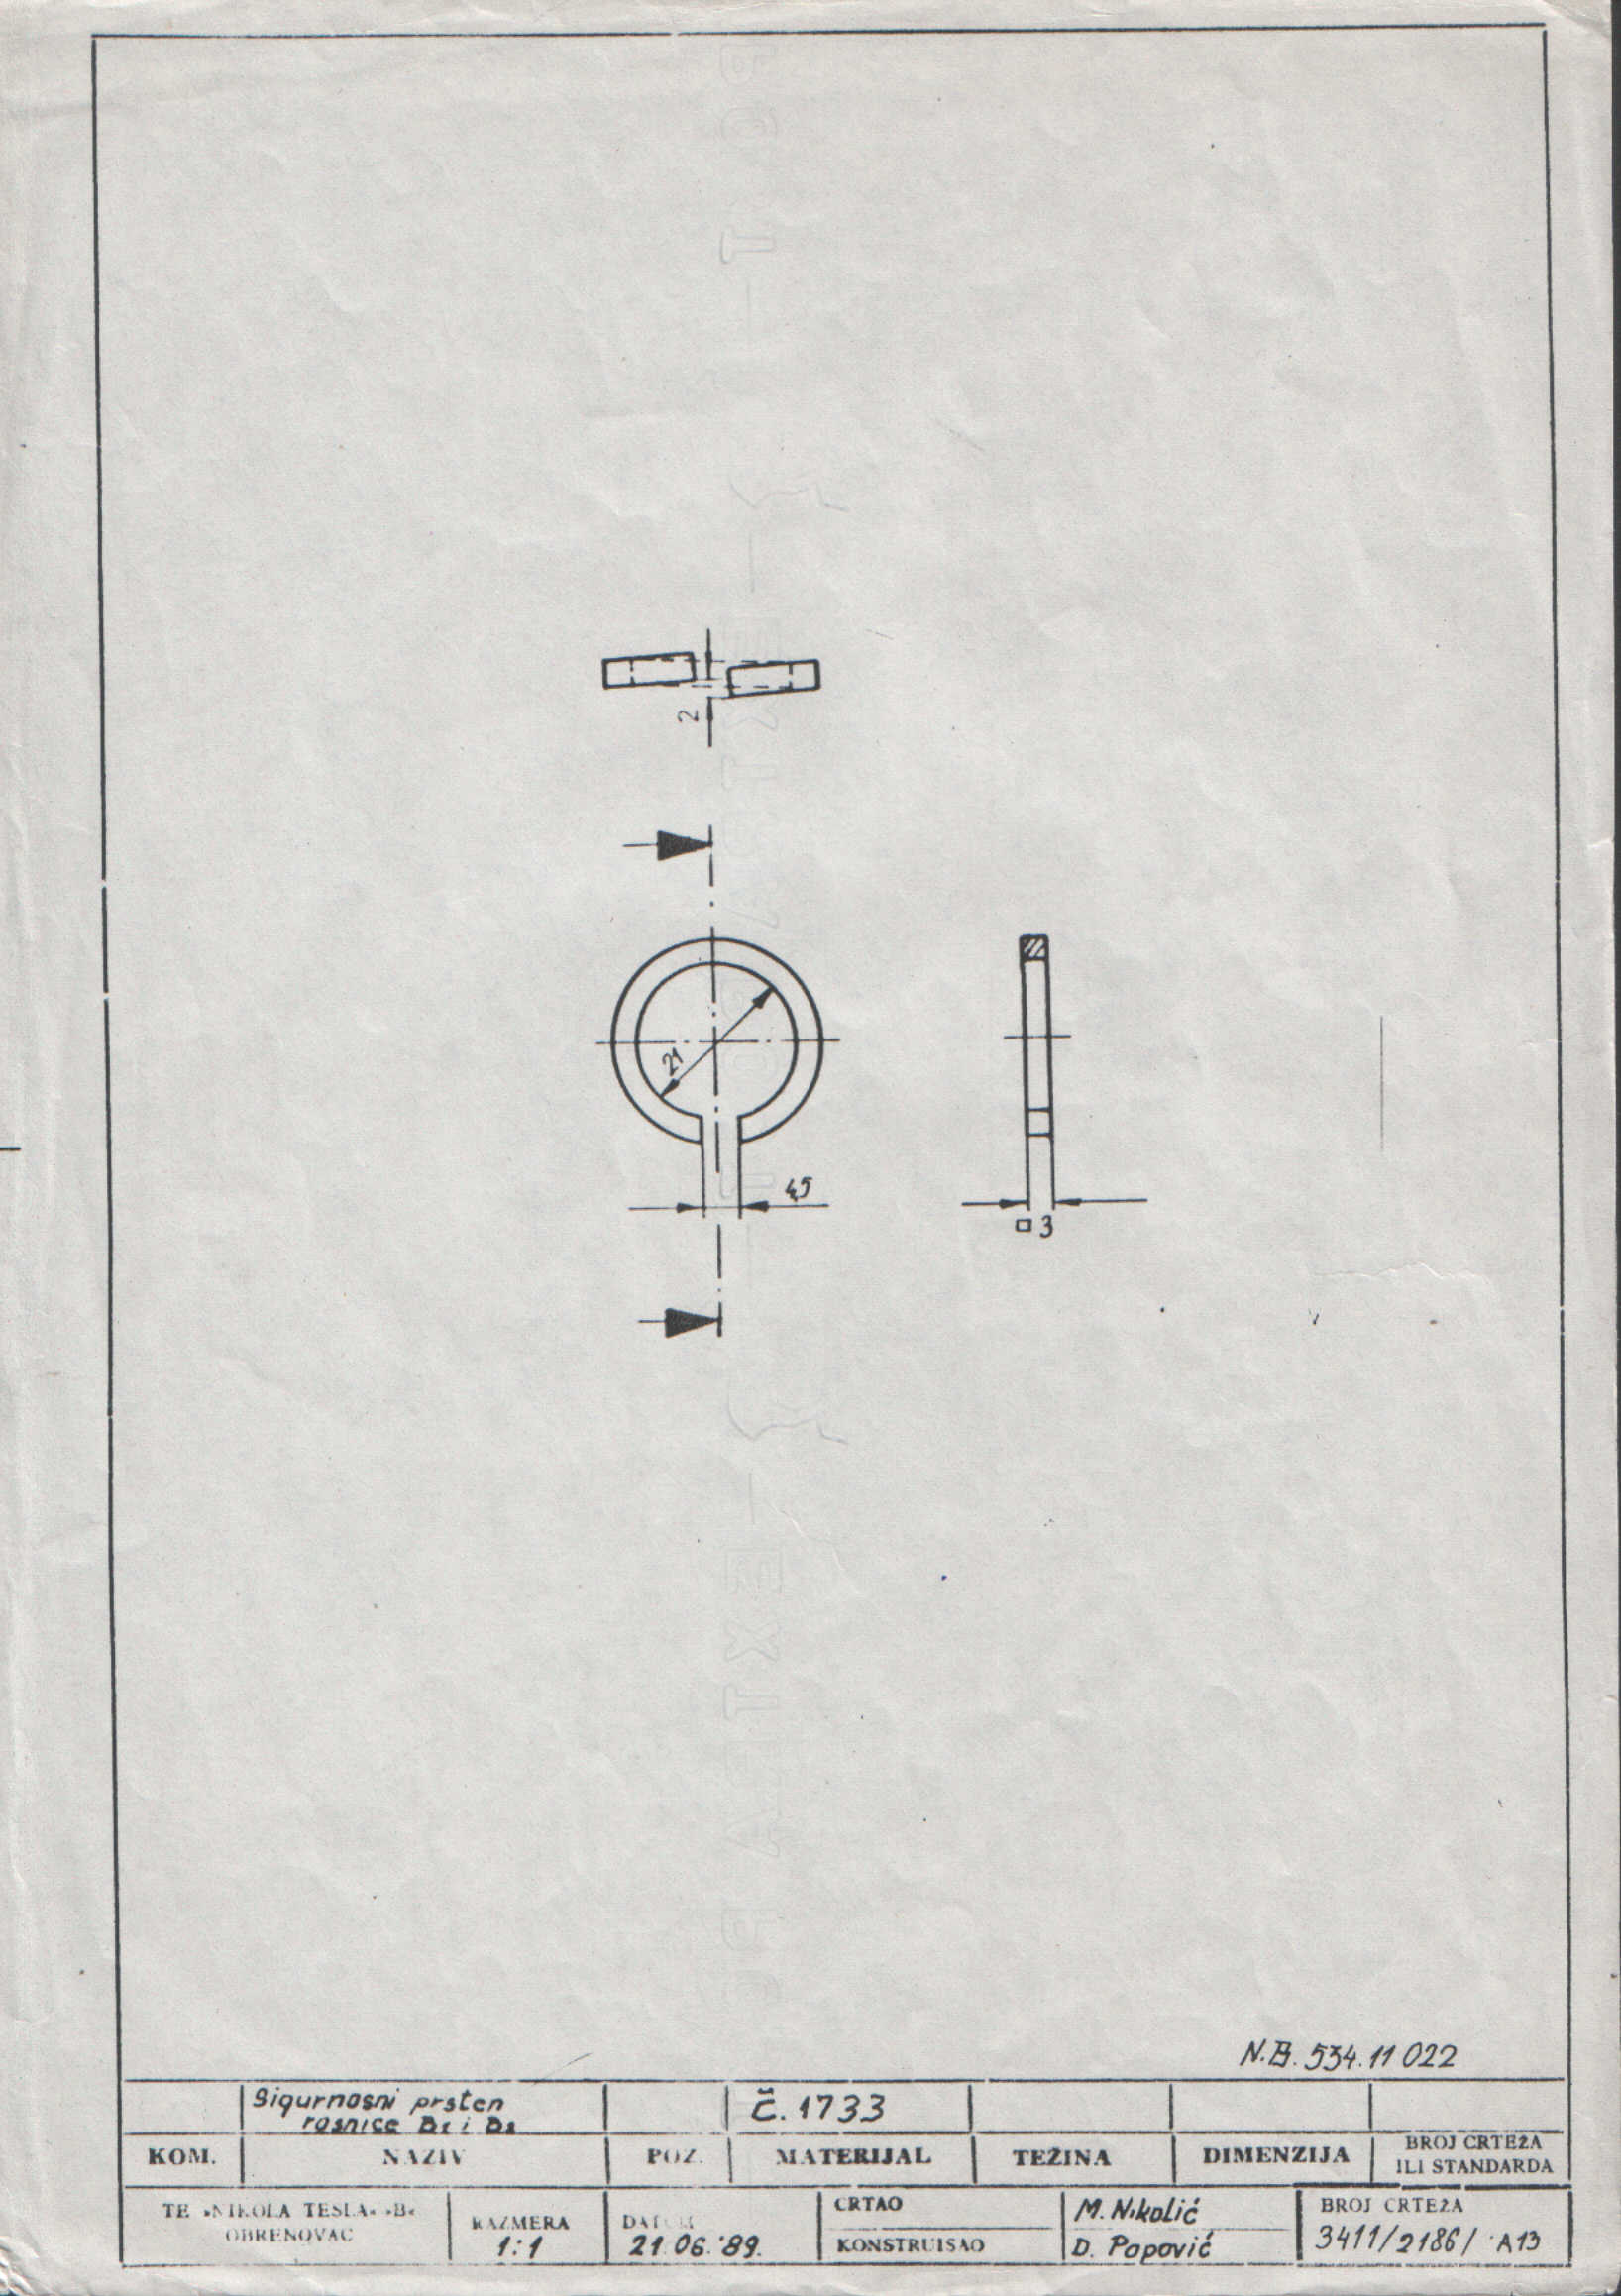 2
21
4,5
□ 3
N.B. 534.11 022
Sigurnosni prsten
Č. 1733
KOM.
NAZIV
POZ.
MATERIJAL
TEŽINA
DIMENZIJA
BROJ CRTEŽA
ILI STANDARDA
TE »NIKOLA TESLA« »B«
OBRENOVAC
RAZMERA
1:1
DATUM
21.06.'89.
CRTAO
M. Nikolić
KONSTRUISAO
D. Popović
BROJ CRTEŽA
3411/2186/ A13